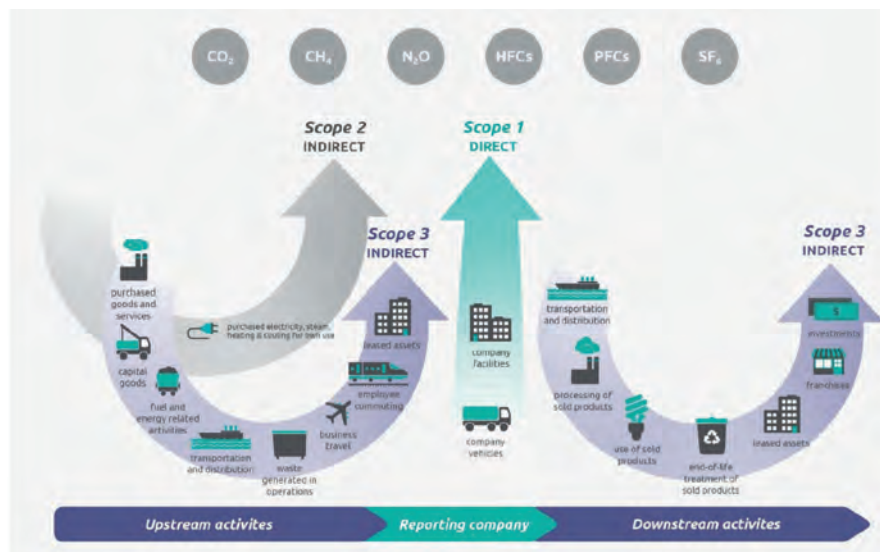 CO₂ CH₄ N₂O HFCs PFCs SF₆
Scope 2
INDIRECT
Scope 1
DIRECT
Scope 3
INDIRECT
Scope 3
INDIRECT
purchased
goods and
services
capital
goods
fuel and
energy related
activities
transportation
and distribution
waste
generated in
operations
business
travel
employee
commuting
leased assets
purchased electricity, steam,
heating & cooling for own use
company
facilities
company
vehicles
transportation
and distribution
processing of
sold products
use of sold
products
end-of-life
treatment of
sold products
leased assets
franchises
$
investments
Upstream activites
Reporting company
Downstream activites